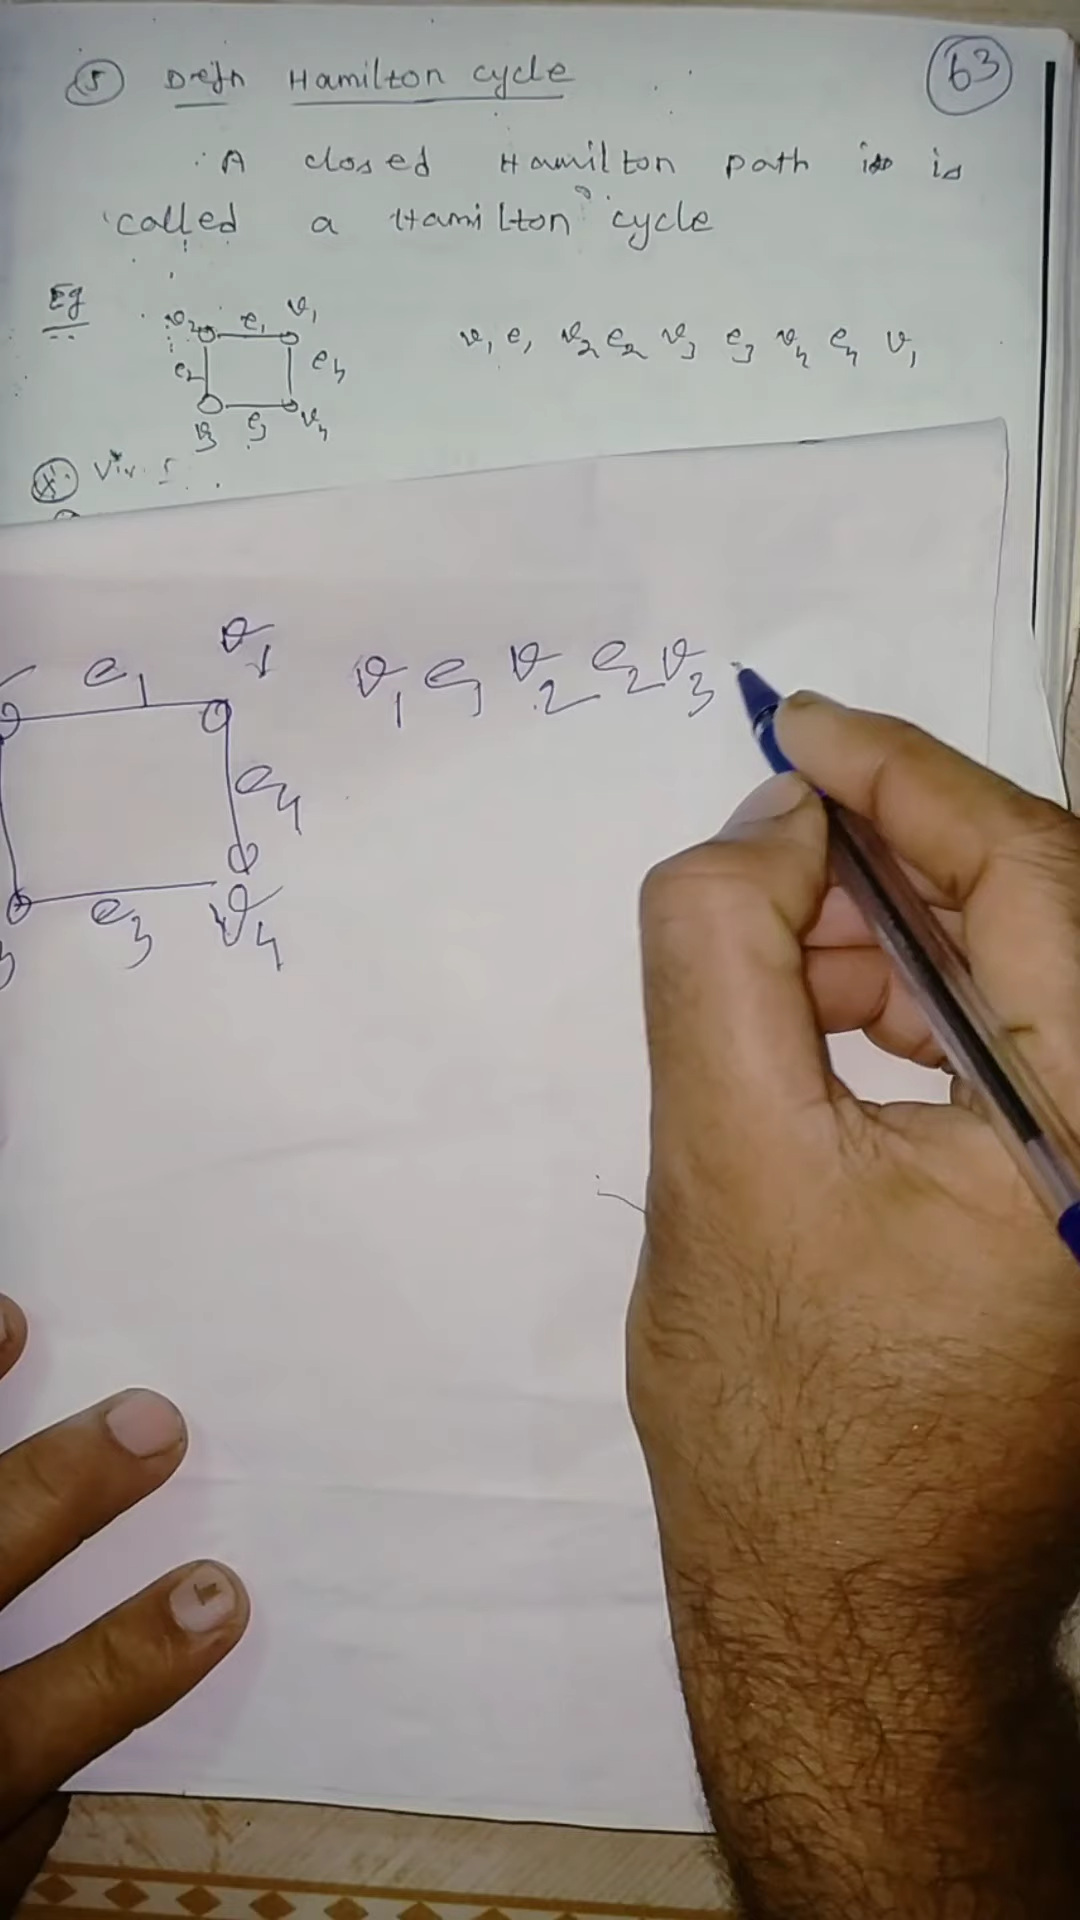 5 Defn Hamilton cycle 63
A closed Hamilton path is
called a Hamilton cycle
Eg
v2 e1 v1
e2 e4
v3 e3 v4
v1 e1 v2 e2 v3 e3 v4 e4 v1
e1 v1
e4
e3 v4
v1 e1 v2 e2 v3